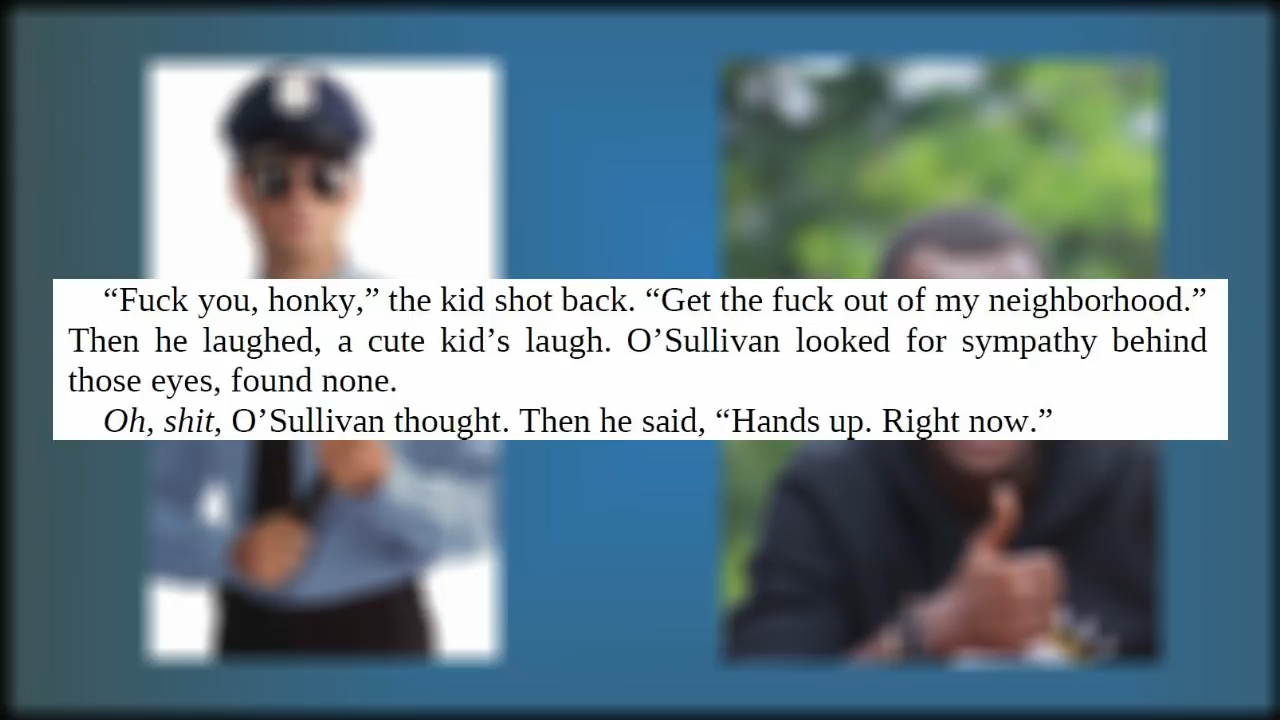 “Fuck you, honky,” the kid shot back. “Get the fuck out of my neighborhood.”
Then he laughed, a cute kid’s laugh. O’Sullivan looked for sympathy behind
those eyes, found none.
Oh, shit, O’Sullivan thought. Then he said, “Hands up. Right now.”